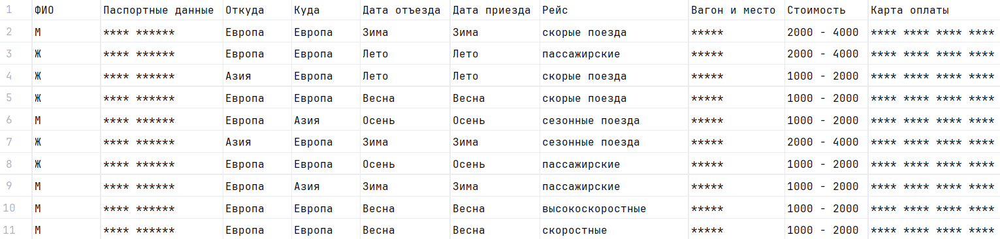 1 ФИО Паспортные данные Откуда Куда Дата отъезда Дата приезда Рейс Вагон и место Стоимость Карта оплаты
2 М **** ****** Европа Европа Зима Зима скорые поезда ***** 2000 - 4000 **** **** **** ****
3 Ж **** ****** Европа Европа Лето Лето пассажирские ***** 2000 - 4000 **** **** **** ****
4 Ж **** ****** Азия Европа Лето Лето скорые поезда ***** 1000 - 2000 **** **** **** ****
5 Ж **** ****** Европа Европа Весна Весна скорые поезда ***** 1000 - 2000 **** **** **** ****
6 М **** ****** Европа Азия Осень Осень сезонные поезда ***** 1000 - 2000 **** **** **** ****
7 Ж **** ****** Азия Европа Зима Зима сезонные поезда ***** 2000 - 4000 **** **** **** ****
8 Ж **** ****** Европа Европа Осень Осень пассажирские ***** 1000 - 2000 **** **** **** ****
9 М **** ****** Европа Азия Зима Зима пассажирские ***** 1000 - 2000 **** **** **** ****
10 М **** ****** Европа Европа Весна Весна высокоскоростные ***** 1000 - 2000 **** **** **** ****
11 М **** ****** Европа Европа Весна Весна скоростные ***** 1000 - 2000 **** **** **** ****